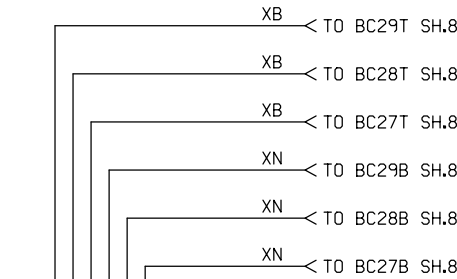 XB
TO BC29T SH.8
XB
TO BC28T SH.8
XB
TO BC27T SH.8
XN
TO BC29B SH.8
XN
TO BC28B SH.8
XN
TO BC27B SH.8